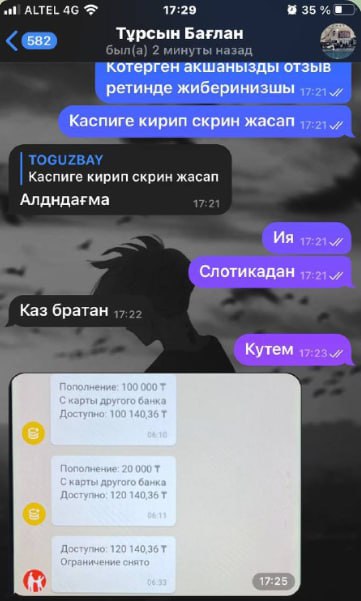 ALTEL 4G
17:29
35 %
582
Тұрсын Бағлан
был(а) 2 минуты назад
Котерген акшанызды отзыв
ретинде жиберинизшы 17:21
Каспиге кирип скрин жасап 17:21
TOGUZBAY
Каспиге кирип скрин жасап
Алдндағма 17:21
Ия 17:21
Слотикадан 17:21
Каз братан 17:22
Кутем 17:23
Пополнение: 100 000 ₸
С карты другого банка
Доступно: 100 140,36 ₸
06:10
Пополнение: 20 000 ₸
С карты другого банка
Доступно: 120 140,36 ₸
06:11
Доступно: 120 140,36 ₸
Ограничение снято
06:33
17:25